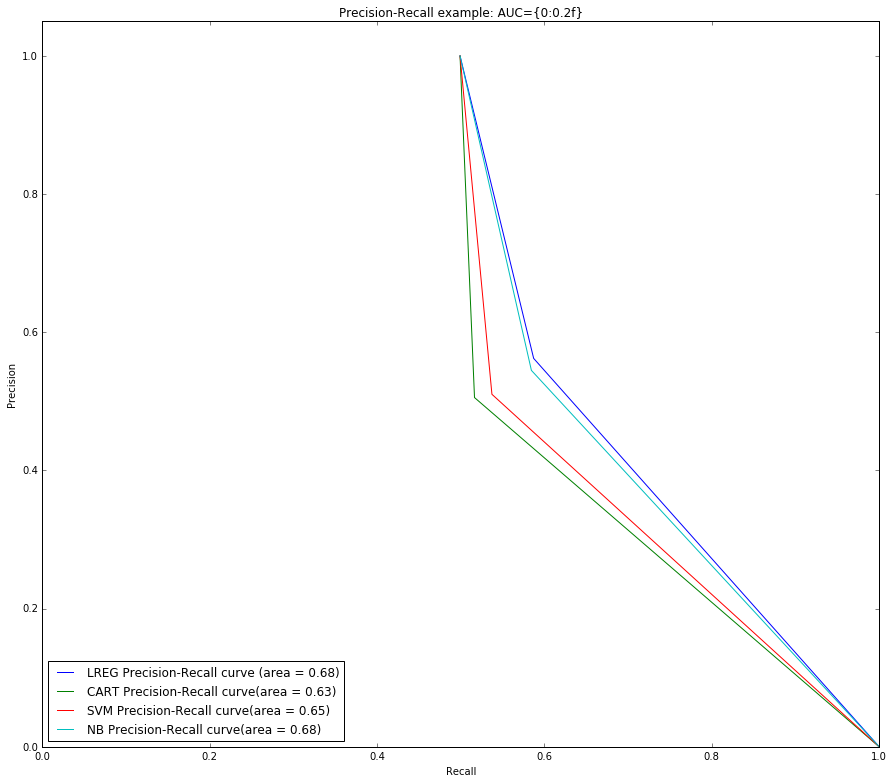 Precision-Recall example: AUC={0:0.2f}
1.0
0.8
0.6
Precision
0.4
0.2
0.0
LREG Precision-Recall curve (area = 0.68)
CART Precision-Recall curve(area = 0.63)
SVM Precision-Recall curve(area = 0.65)
NB Precision-Recall curve(area = 0.68)
0.0 0.2 0.4 0.6 0.8 1.0
Recall